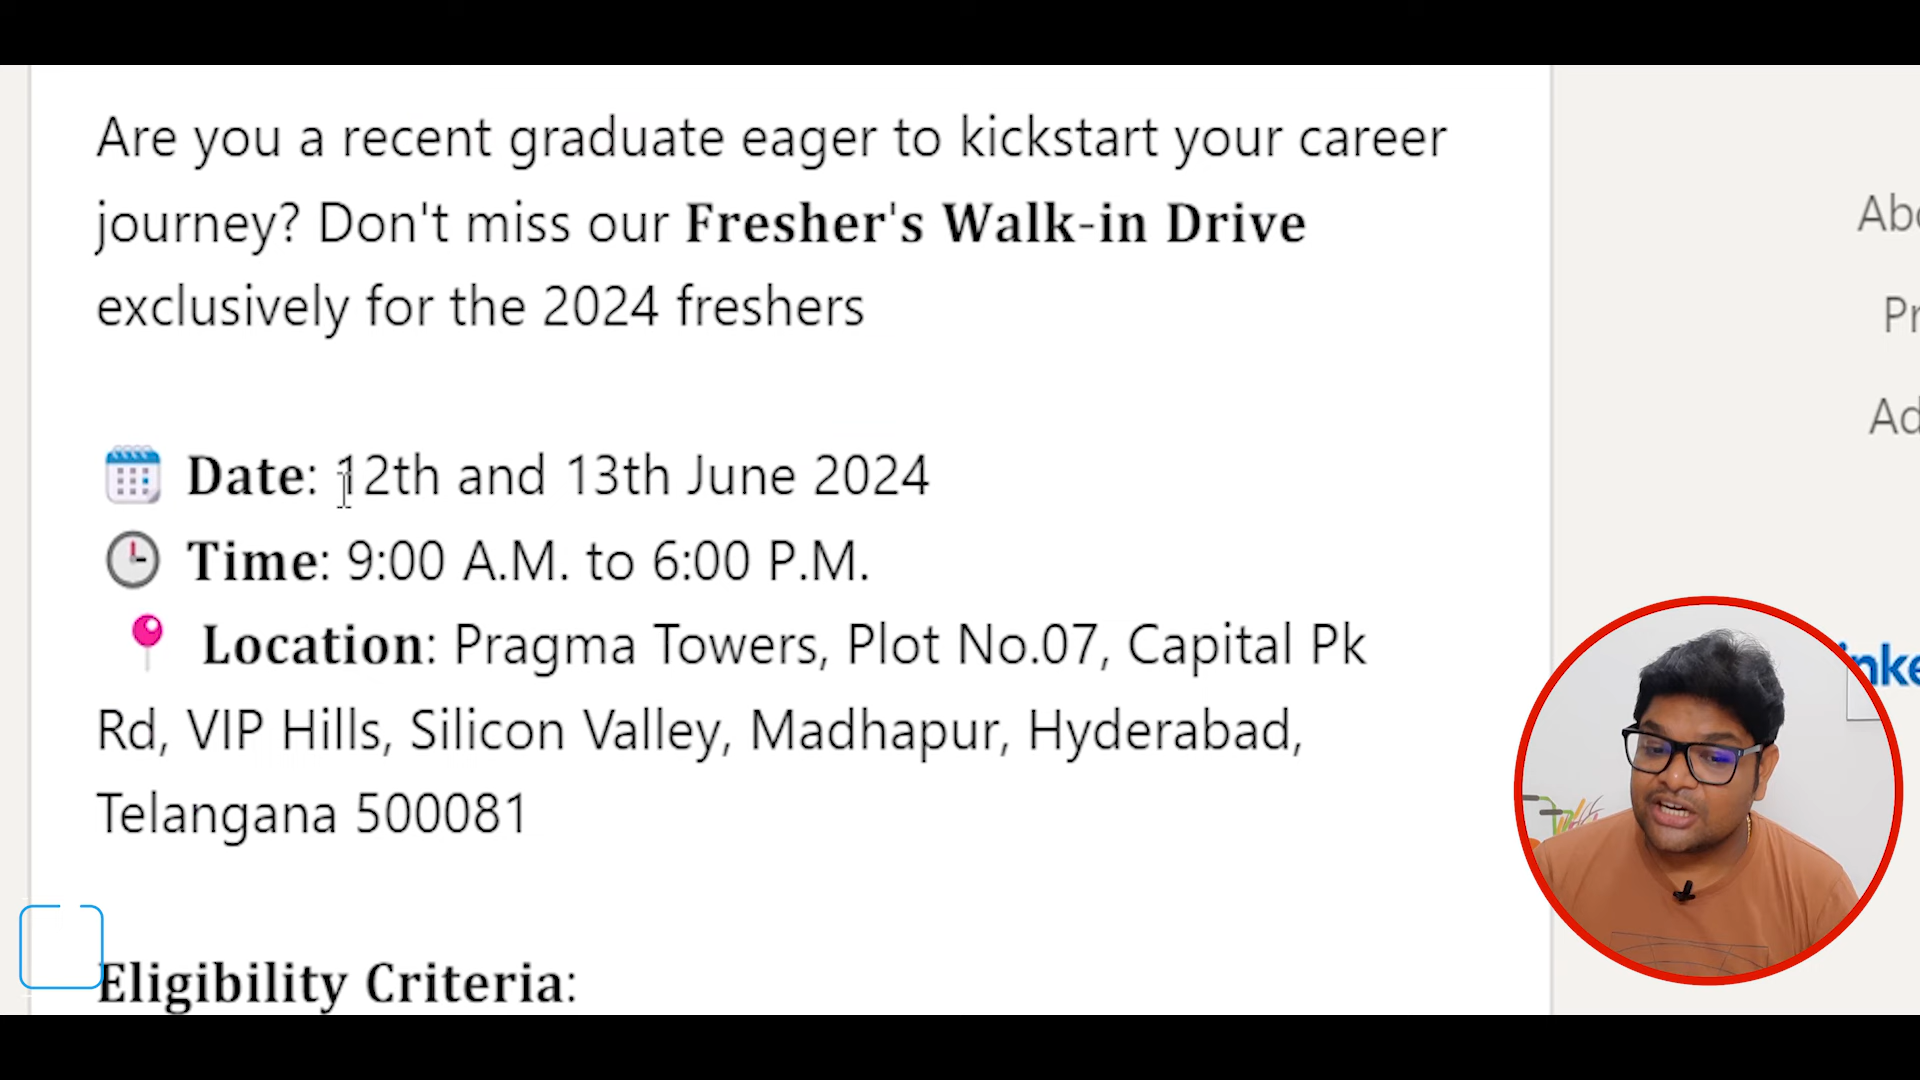 Are you a recent graduate eager to kickstart your career
journey? Don't miss our Fresher's Walk-in Drive
exclusively for the 2024 freshers
Date: 12th and 13th June 2024
Time: 9:00 A.M. to 6:00 P.M.
Location: Pragma Towers, Plot No.07, Capital Pk
Rd, VIP Hills, Silicon Valley, Madhapur, Hyderabad,
Telangana 500081
Eligibility Criteria: